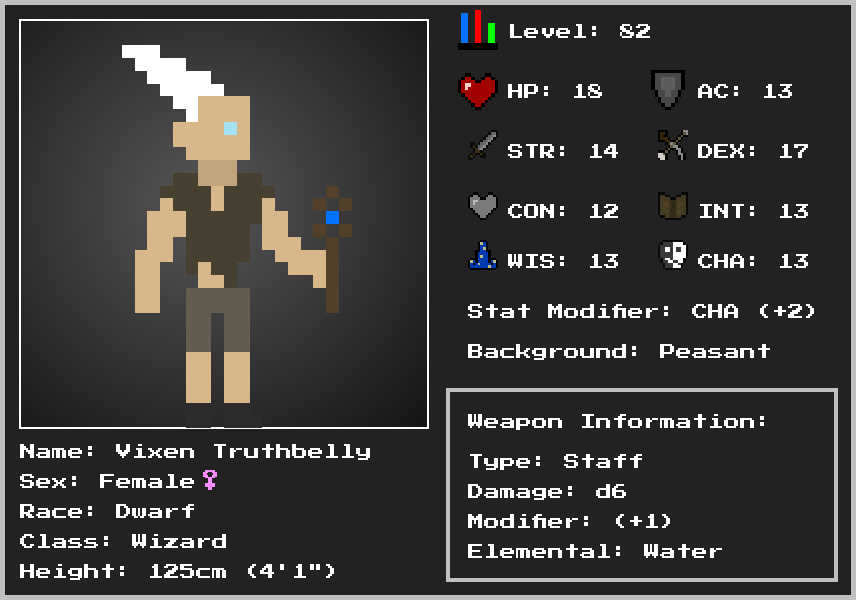 Level: 82
HP: 18
AC: 13
STR: 14
DEX: 17
CON: 12
INT: 13
WIS: 13
CHA: 13
Stat Modifier: CHA (+2)
Background: Peasant
Weapon Information:
Type: Staff
Damage: d6
Modifier: (+1)
Elemental: Water
Name: Vixen Truthbelly
Sex: Female♀
Race: Dwarf
Class: Wizard
Height: 125cm (4'1")